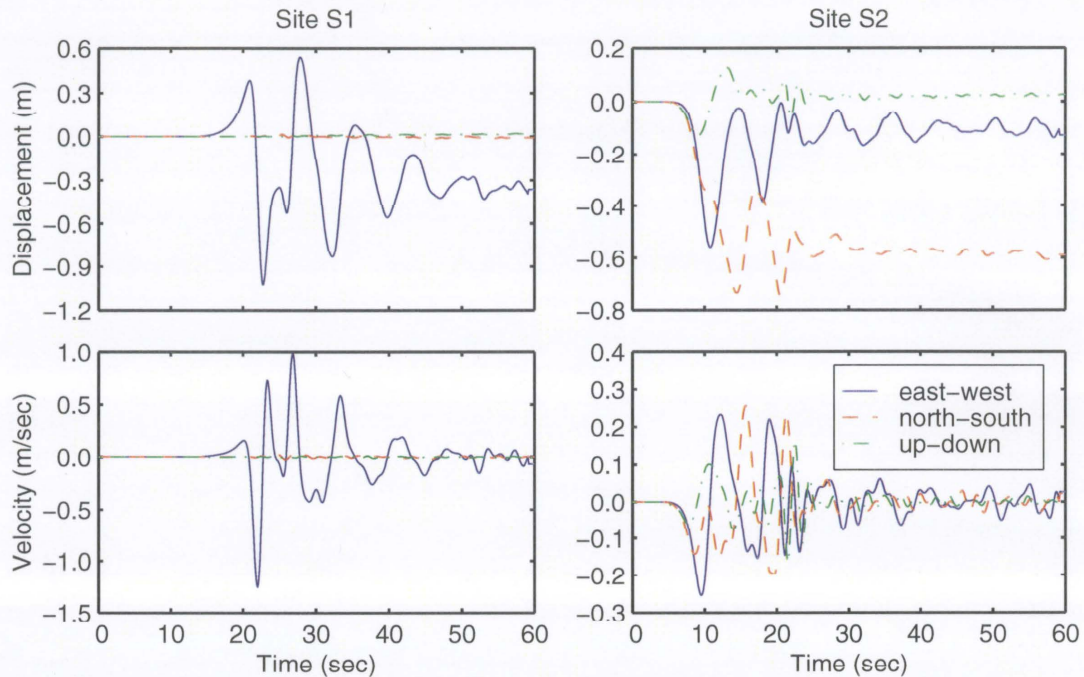 Site S1
Site S2
Displacement (m)
0.6
0.3
0.0
−0.3
−0.6
−0.9
−1.2
0.2
0.0
−0.2
−0.4
−0.6
−0.8
Velocity (m/sec)
1.0
0.5
0.0
−0.5
−1.0
−1.5
0 10 20 30 40 50 60
Time (sec)
0.4
0.3
0.2
0.1
0.0
−0.1
−0.2
−0.3
east−west
north−south
up−down
0 10 20 30 40 50 60
Time (sec)